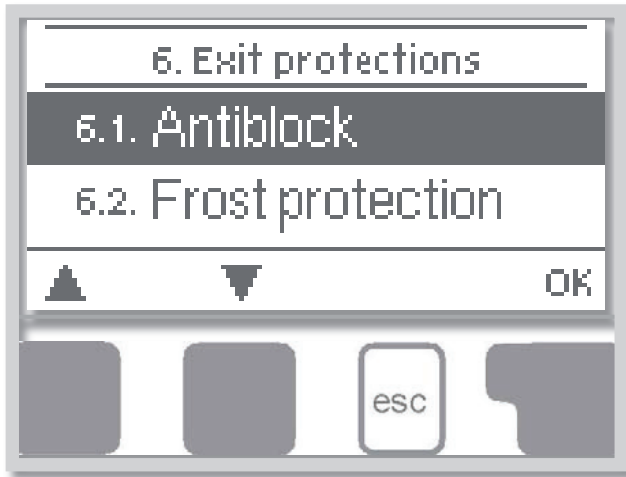 6. Exit protections
6.1. Antiblock
6.2. Frost protection
OK
esc